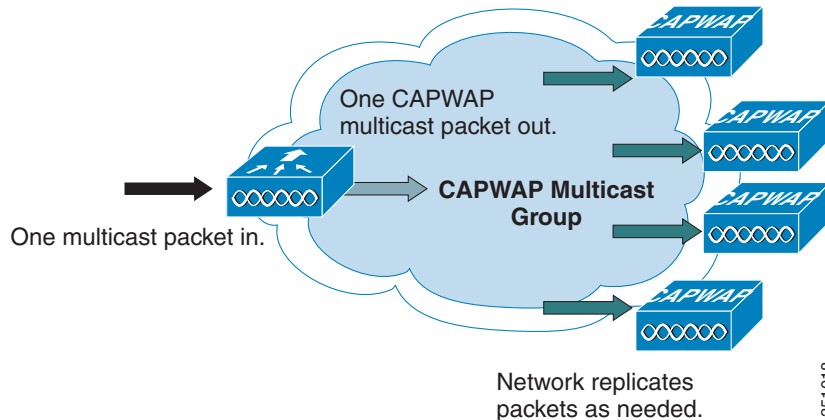 CAPWAP
One CAPWAP
multicast packet out.
CAPWAP
CAPWAP Multicast
Group
One multicast packet in.
CAPWAP
CAPWAP
Network replicates
packets as needed.